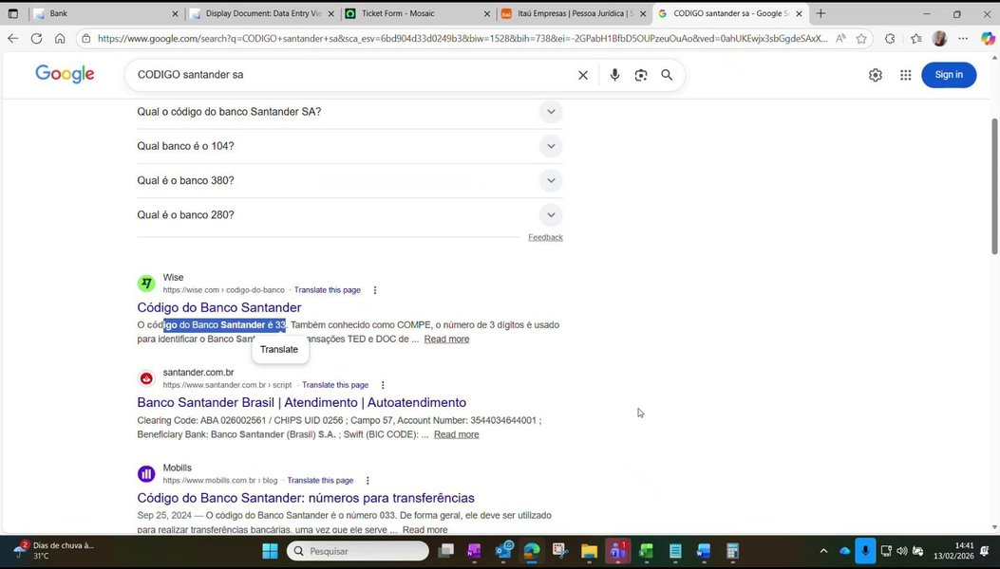 Bank
Display Document: Data Entry Vie
Ticket Form - Mosaic
Itaú Empresas | Pessoa Jurídica | S
CODIGO santander sa - Google S
https://www.google.com/search?q=CODIGO+santander+sa&sca_esv=6bd904d33d0249b3&biw=1528&bih=738&ei=-2GPabH1BfbD5OUPzeuOuAo&ved=0ahUKEwjx3sbGgdeSAxX...
Google
CODIGO santander sa
Sign in
Qual o código do banco Santander SA?
Qual banco é o 104?
Qual é o banco 380?
Qual é o banco 280?
Feedback
Wise
https://wise.com › codigo-do-banco · Translate this page
Código do Banco Santander
O código do Banco Santander é 33. Também conhecido como COMPE, o número de 3 dígitos é usado
para identificar o Banco San ansações TED e DOC de ... Read more
Translate
santander.com.br
https://www.santander.com.br › script · Translate this page
Banco Santander Brasil | Atendimento | Autoatendimento
Clearing Code: ABA 026002561 / CHIPS UID 0256 ; Campo 57, Account Number: 3544034644001 ;
Beneficiary Bank: Banco Santander (Brasil) S.A. ; Swift (BIC CODE): ... Read more
Mobills
https://www.mobills.com.br › blog · Translate this page
Código do Banco Santander: números para transferências
Sep 25, 2024 — O código do Banco Santander é o número 033. De forma geral, ele deve ser utilizado
para realizar transferências bancárias, uma vez que ele serve ... Read more
2
Dias de chuva à...
31°C
Pesquisar
1
14:41
13/02/2026